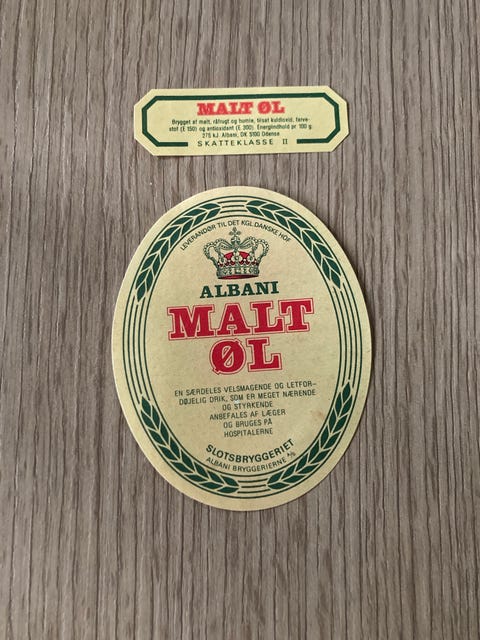 MALT ØL
Brygget af malt, råfrugt og humle, tilsat kuldioxid, farve-
stof (E 150) og antioxidant (E 300). Energiindhold pr. 100 g:
275 kJ. Albani, DK 5100 Odense
SKATTEKLASSE II
LEVERANDØR TIL DET KGL. DANSKE HOF
ALBANI
MALT
ØL
EN SÆRDELES VELSMAGENDE OG LETFOR-
DØJELIG DRIK, SOM ER MEGET NÆRENDE
OG STYRKENDE
ANBEFALES AF LÆGER
OG BRUGES PÅ
HOSPITALERNE
SLOTSBRYGGERIET
ALBANI BRYGGERIERNE A/S